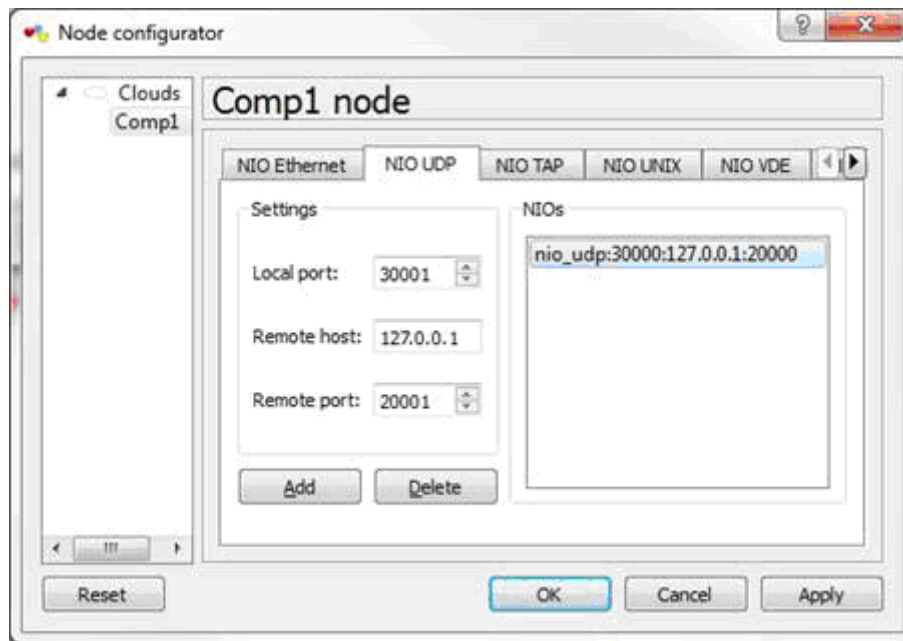 Node configurator
Clouds
Comp1
Comp1 node
NIO Ethernet
NIO UDP
NIO TAP
NIO UNIX
NIO VDE
Settings
Local port: 30001
Remote host: 127.0.0.1
Remote port: 20001
Add
Delete
NIOs
nio_udp:30000:127.0.0.1:20000
Reset
OK
Cancel
Apply